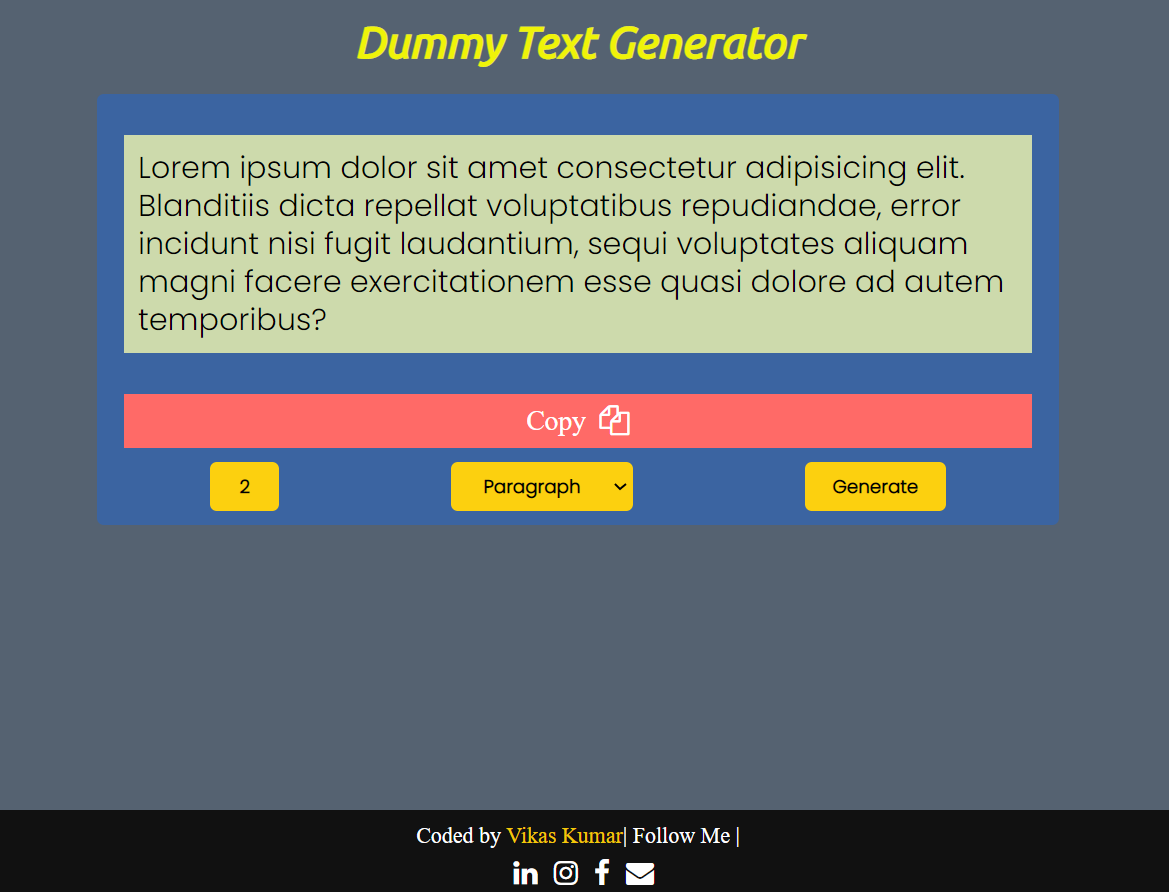 Dummy Text Generator
Lorem ipsum dolor sit amet consectetur adipisicing elit.
Blanditiis dicta repellat voluptatibus repudiandae, error
incidunt nisi fugit laudantium, sequi voluptates aliquam
magni facere exercitationem esse quasi dolore ad autem
temporibus?
Copy
2 Paragraph Generate
Coded by Vikas Kumar| Follow Me |